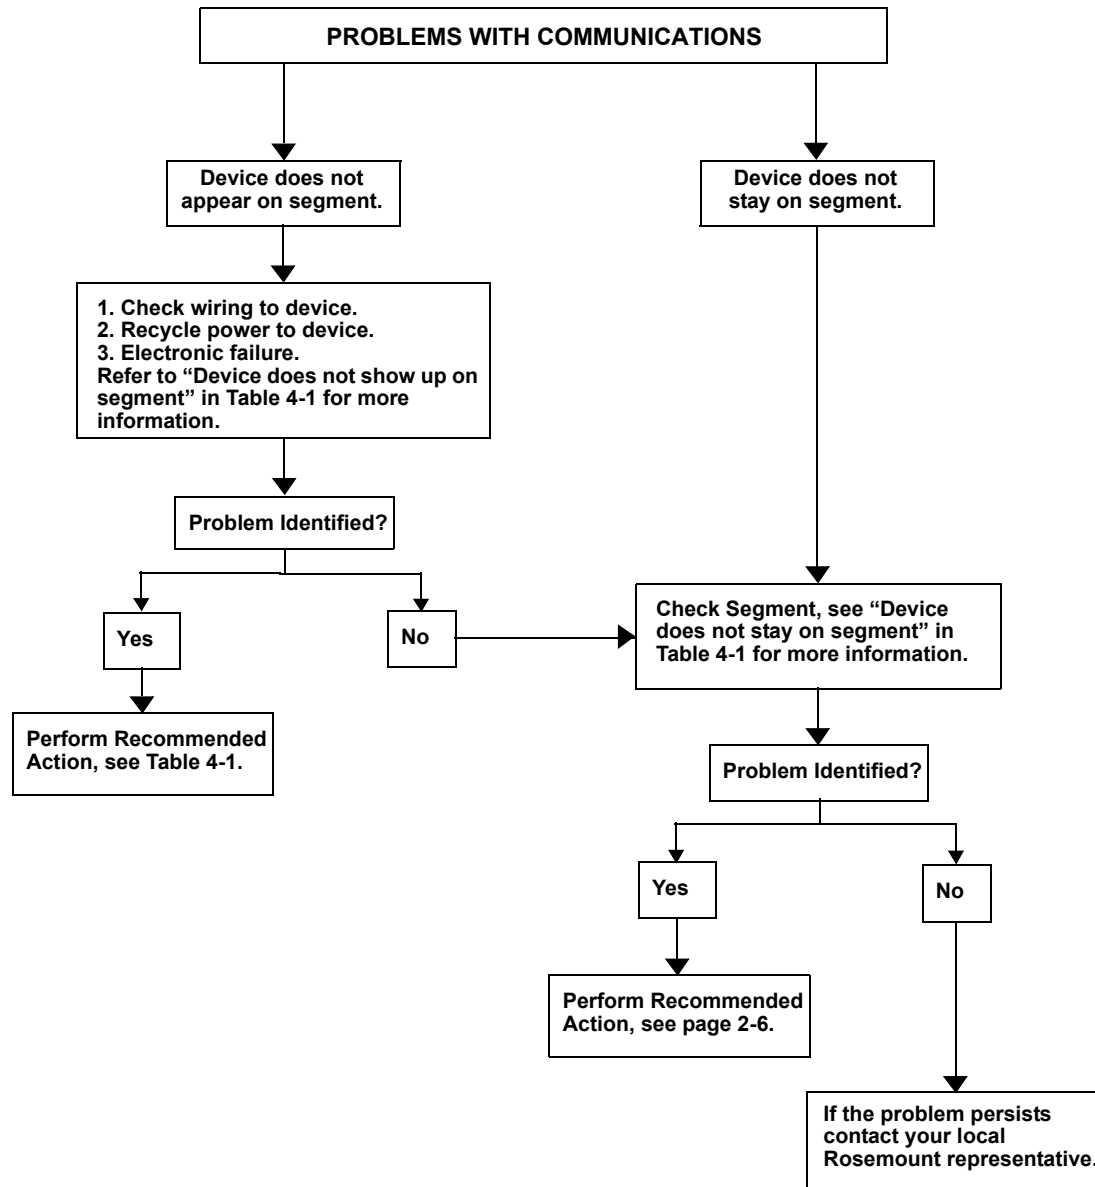 PROBLEMS WITH COMMUNICATIONS
Device does not
appear on segment.
Device does not
stay on segment.
1. Check wiring to device.
2. Recycle power to device.
3. Electronic failure.
Refer to “Device does not show up on
segment” in Table 4-1 for more
information.
Problem Identified?
Yes
No
Check Segment, see “Device
does not stay on segment” in
Table 4-1 for more information.
Perform Recommended
Action, see Table 4-1.
Problem Identified?
Yes
No
Perform Recommended
Action, see page 2-6.
If the problem persists
contact your local
Rosemount representative.